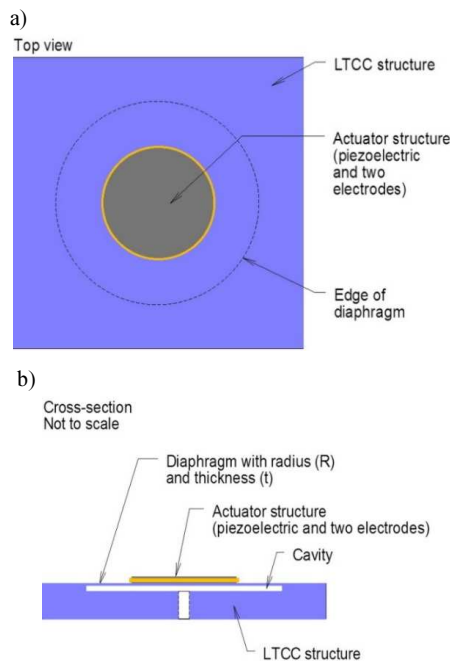 a)
Top view
LTCC structure
Actuator structure
(piezoelectric
and two
electrodes)
Edge of
diaphragm
b)
Cross-section
Not to scale
Diaphragm with radius (R)
and thickness (t)
Actuator structure
(piezoelectric and two electrodes)
Cavity
LTCC structure